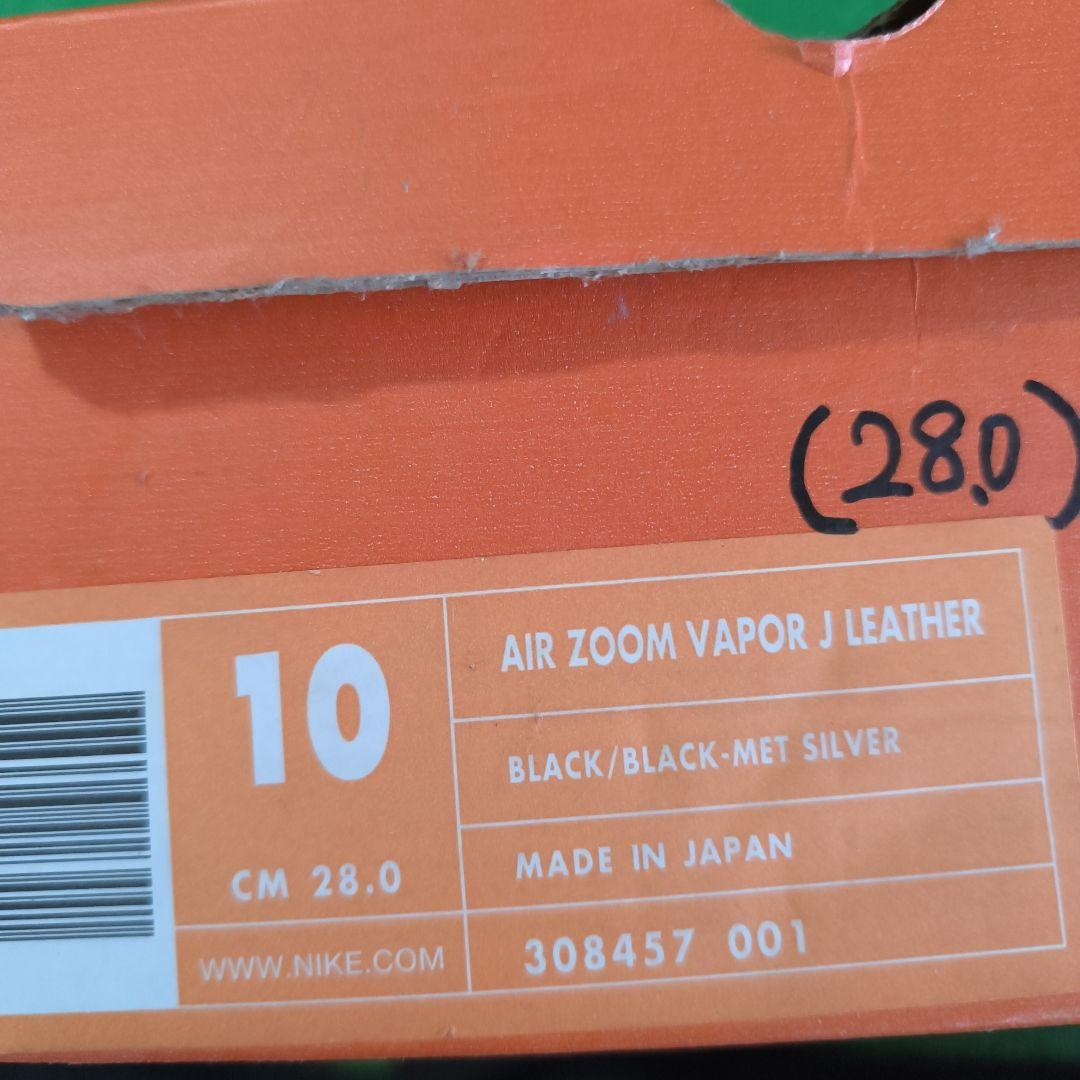 (28.0)
10
CM 28.0
WWW.NIKE.COM
AIR ZOOM VAPOR J LEATHER
BLACK/BLACK-MET SILVER
MADE IN JAPAN
308457 001